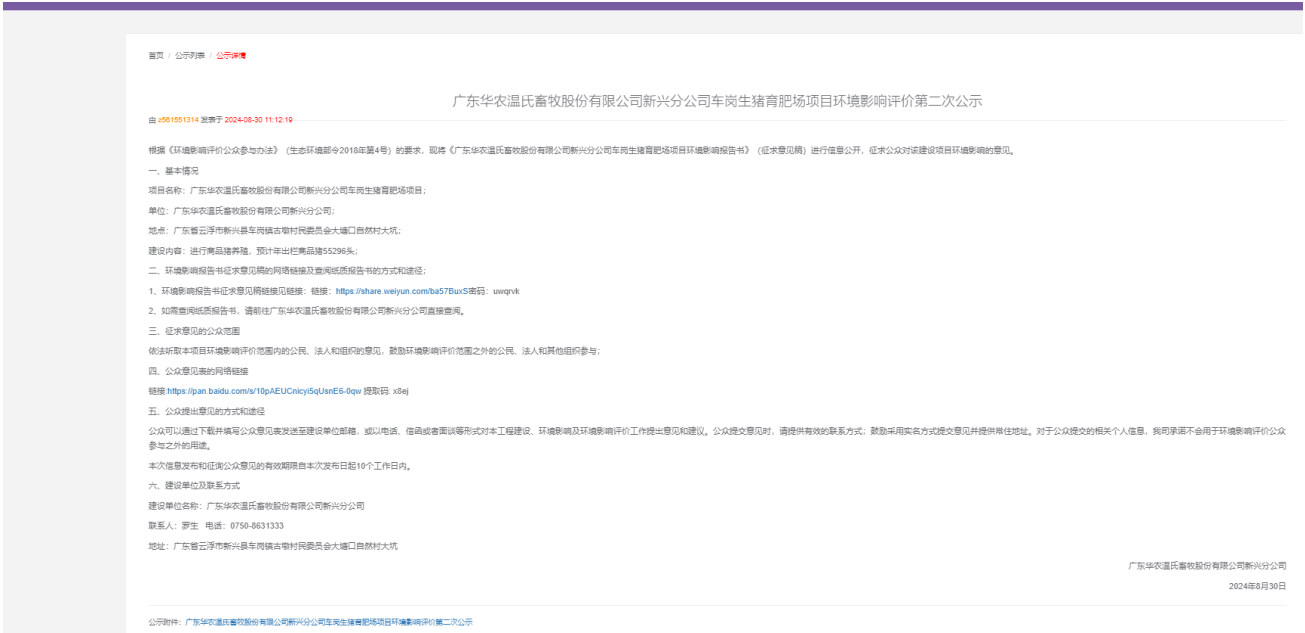 首页 / 公示列表 / 公示详情
广东华农温氏畜牧股份有限公司新兴分公司车岗生猪育肥场项目环境影响评价第二次公示
由 z561551314 发表于 2024-08-30 11:12:19
根据《环境影响评价公众参与办法》（生态环境部令2018年第4号）的要求，现将《广东华农温氏畜牧股份有限公司新兴分公司车岗生猪育肥场项目环境影响报告书》（征求意见稿）进行信息公开，征求公众对该建设项目环境影响的意见。
一、基本情况
项目名称：广东华农温氏畜牧股份有限公司新兴分公司车岗生猪育肥场项目；
单位：广东华农温氏畜牧股份有限公司新兴分公司；
地点：广东省云浮市新兴县车岗镇古墩村民委员会大塘口自然村大坑；
建设内容：进行商品猪养殖，预计年出栏商品猪55296头；
二、环境影响报告书征求意见稿的网络链接及查阅纸质报告书的方式和途径；
1、环境影响报告书征求意见稿链接见链接：链接：https://share.weiyun.com/ba57BuxS密码：uwqrvk
2、如需查阅纸质报告书，请前往广东华农温氏畜牧股份有限公司新兴分公司直接查阅。
三、征求意见的公众范围
依法听取本项目环境影响评价范围内的公民、法人和组织的意见，鼓励环境影响评价范围之外的公民、法人和其他组织参与；
四、公众意见表的网络链接
链接:https://pan.baidu.com/s/10pAEUCnicyi5qUsnE6-0qw 提取码: x8ej
五、公众提出意见的方式和途径
公众可以通过下载并填写公众意见表发送至建设单位邮箱，或以电话、信函或者面谈等形式对本工程建设、环境影响及环境影响评价工作提出意见和建议。公众提交意见时，请提供有效的联系方式；鼓励采用实名方式提交意见并提供常住地址。对于公众提交的相关个人信息，我司承诺不会用于环境影响评价公众
参与之外的用途。
本次信息发布和征询公众意见的有效期限自本次发布日起10个工作日内。
六、建设单位及联系方式
建设单位名称：广东华农温氏畜牧股份有限公司新兴分公司
联系人：罗生 电话：0750-8631333
地址：广东省云浮市新兴县车岗镇古墩村民委员会大塘口自然村大坑
广东华农温氏畜牧股份有限公司新兴分公司
2024年8月30日
公示附件：广东华农温氏畜牧股份有限公司新兴分公司车岗生猪育肥场项目环境影响评价第二次公示